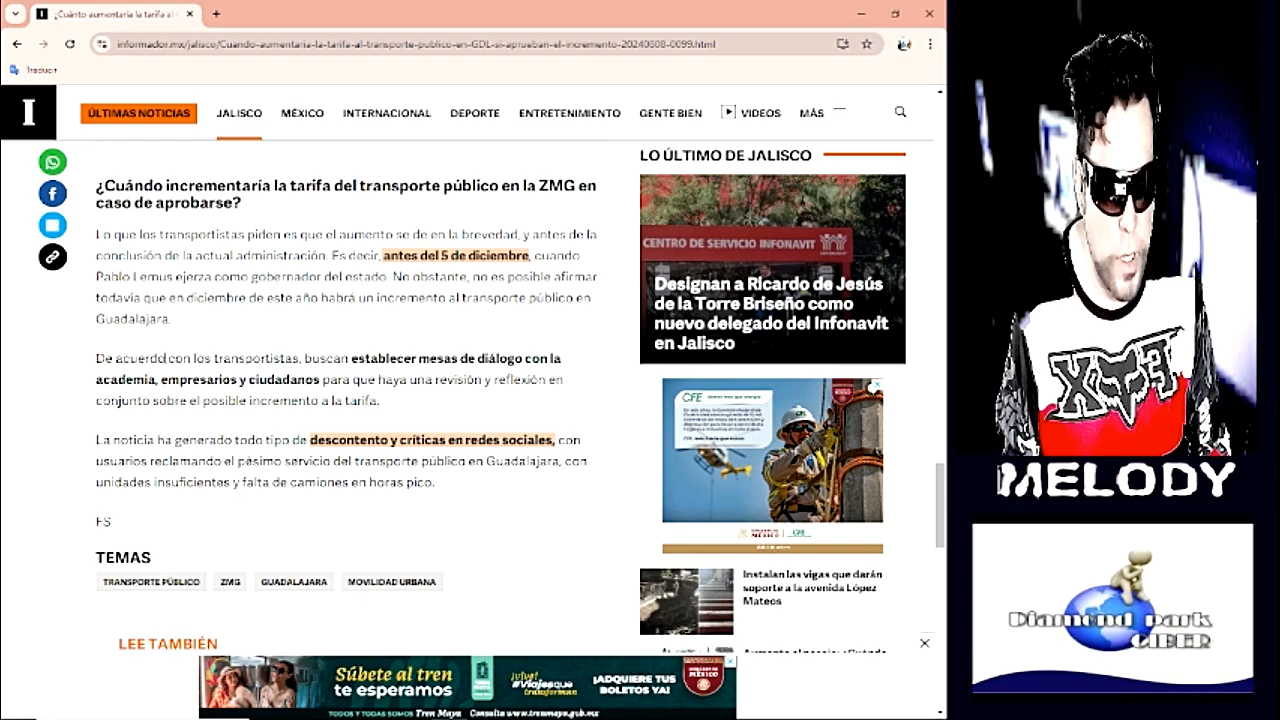 ¿Cuánto aumentaría la tarifa al
informador.mx/jalisco/Cuando-aumentaria-la-tarifa-al-transporte-publico-en-GDL-si-aprueban-el-incremento-20240808-0099.html
Traducir
I
ÚLTIMAS NOTICIAS JALISCO MÉXICO INTERNACIONAL DEPORTE ENTRETENIMIENTO GENTE BIEN VIDEOS MÁS
¿Cuándo incrementaría la tarifa del transporte público en la ZMG en
caso de aprobarse?
Lo que los transportistas piden es que el aumento se de en la brevedad, y antes de la
conclusión de la actual administración. Es decir, antes del 5 de diciembre, cuando
Pablo Lemus ejerza como gobernador del estado. No obstante, no es posible afirmar
todavía que en diciembre de este año habrá un incremento al transporte público en
Guadalajara.
De acuerdo con los transportistas, buscan establecer mesas de diálogo con la
academia, empresarios y ciudadanos para que haya una revisión y reflexión en
conjunto sobre el posible incremento a la tarifa.
La noticia ha generado todo tipo de descontento y críticas en redes sociales, con
usuarios reclamando el pésimo servicio del transporte público en Guadalajara, con
unidades insuficientes y falta de camiones en horas pico.
FS
TEMAS
TRANSPORTE PÚBLICO ZMG GUADALAJARA MOVILIDAD URBANA
LEE TAMBIÉN
LO ÚLTIMO DE JALISCO
CENTRO DE SERVICIO INFONAVIT
Designan a Ricardo de Jesús
de la Torre Briseño como
nuevo delegado del Infonavit
en Jalisco
CFE
CFE
Instalan las vigas que darán
soporte a la avenida López
Mateos
Súbete al tren
te esperamos
#Viajesque
transforman
¡ADQUIERE TUS
BOLETOS YA!
TODOS Y TODAS SOMOS Tren Maya Consulta www.trenmaya.gob.mx
FOX
MELODY
Diamond park
CIBER